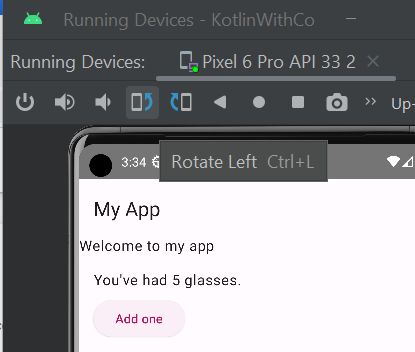 Running Devices - KotlinWithCo
Running Devices: Pixel 6 Pro API 33 2
Up-
3:34
Rotate Left Ctrl+L
My App
Welcome to my app
You've had 5 glasses.
Add one